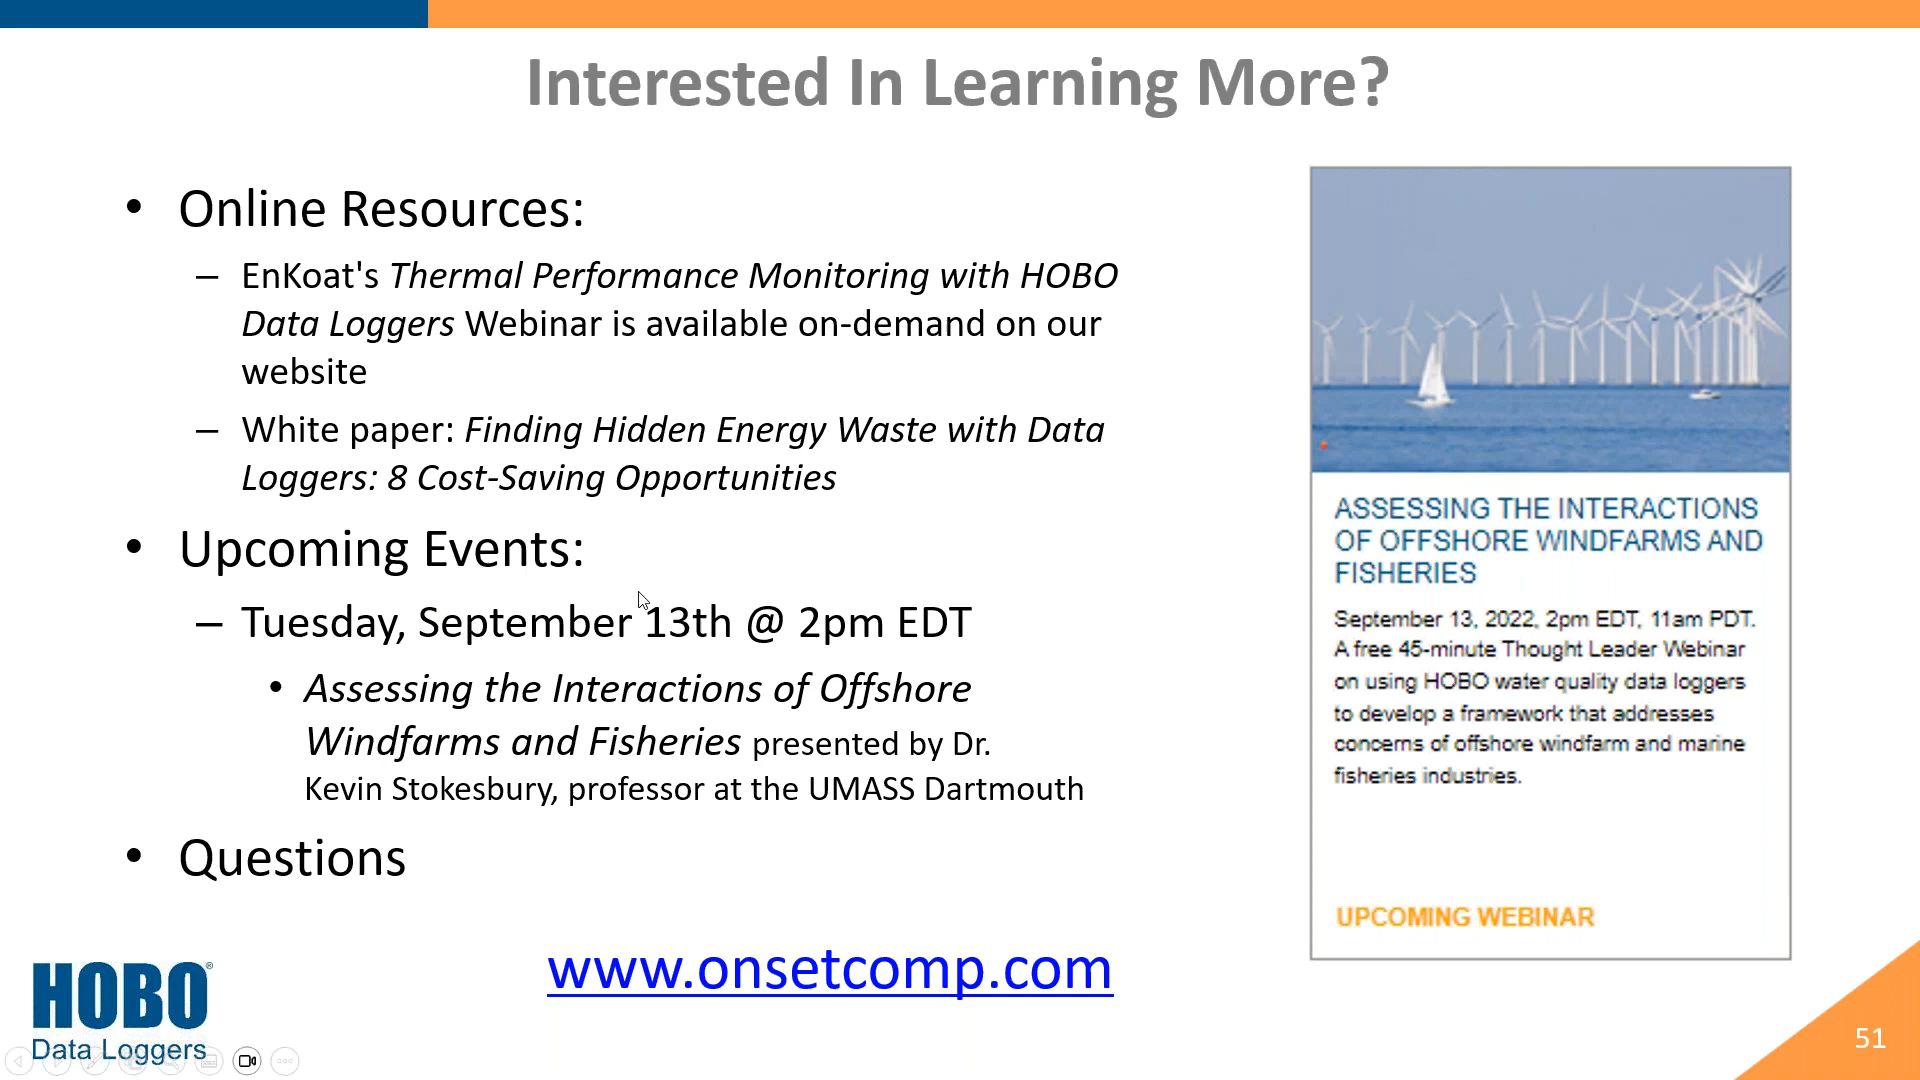 Interested In Learning More?
• Online Resources:
– EnKoat's Thermal Performance Monitoring with HOBO
Data Loggers Webinar is available on-demand on our
website
– White paper: Finding Hidden Energy Waste with Data
Loggers: 8 Cost-Saving Opportunities
• Upcoming Events:
– Tuesday, September 13th @ 2pm EDT
• Assessing the Interactions of Offshore
Windfarms and Fisheries presented by Dr.
Kevin Stokesbury, professor at the UMASS Dartmouth
• Questions
www.onsetcomp.com
ASSESSING THE INTERACTIONS
OF OFFSHORE WINDFARMS AND
FISHERIES
September 13, 2022, 2pm EDT, 11am PDT.
A free 45-minute Thought Leader Webinar
on using HOBO water quality data loggers
to develop a framework that addresses
concerns of offshore windfarm and marine
fisheries industries.
UPCOMING WEBINAR
HOBO®
Data Loggers
51